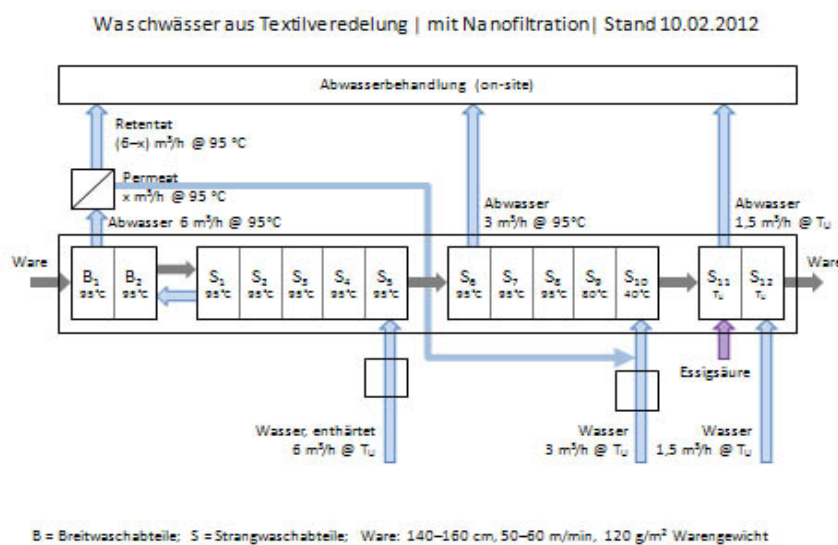 Waschwässer aus Textilveredelung | mit Nanofiltration| Stand 10.02.2012
Abwasserbehandlung (on-site)
Retentat
(6–x) m³/h @ 95 °C
Permeat
x m³/h @ 95 °C
Abwasser 6 m³/h @ 95°C
Abwasser
3 m³/h @ 95°C
Abwasser
1,5 m³/h @ Tᵤ
Ware
B₁ B₂ S₁ S₂ S₃ S₄ S₅ S₆ S₇ S₈ S₉ S₁₀ S₁₁ S₁₂
95°C 95°C 95°C 95°C 95°C 95°C 95°C 95°C 95°C 95°C 80°C 40°C Tᵤ Tᵤ
Ware
Essigsäure
Wasser, enthärtet
6 m³/h @ Tᵤ
Wasser
3 m³/h @ Tᵤ
Wasser
1,5 m³/h @ Tᵤ
B = Breitwaschabteile; S = Strangwaschabteile; Ware: 140–160 cm, 50–60 m/min, 120 g/m² Warengewicht